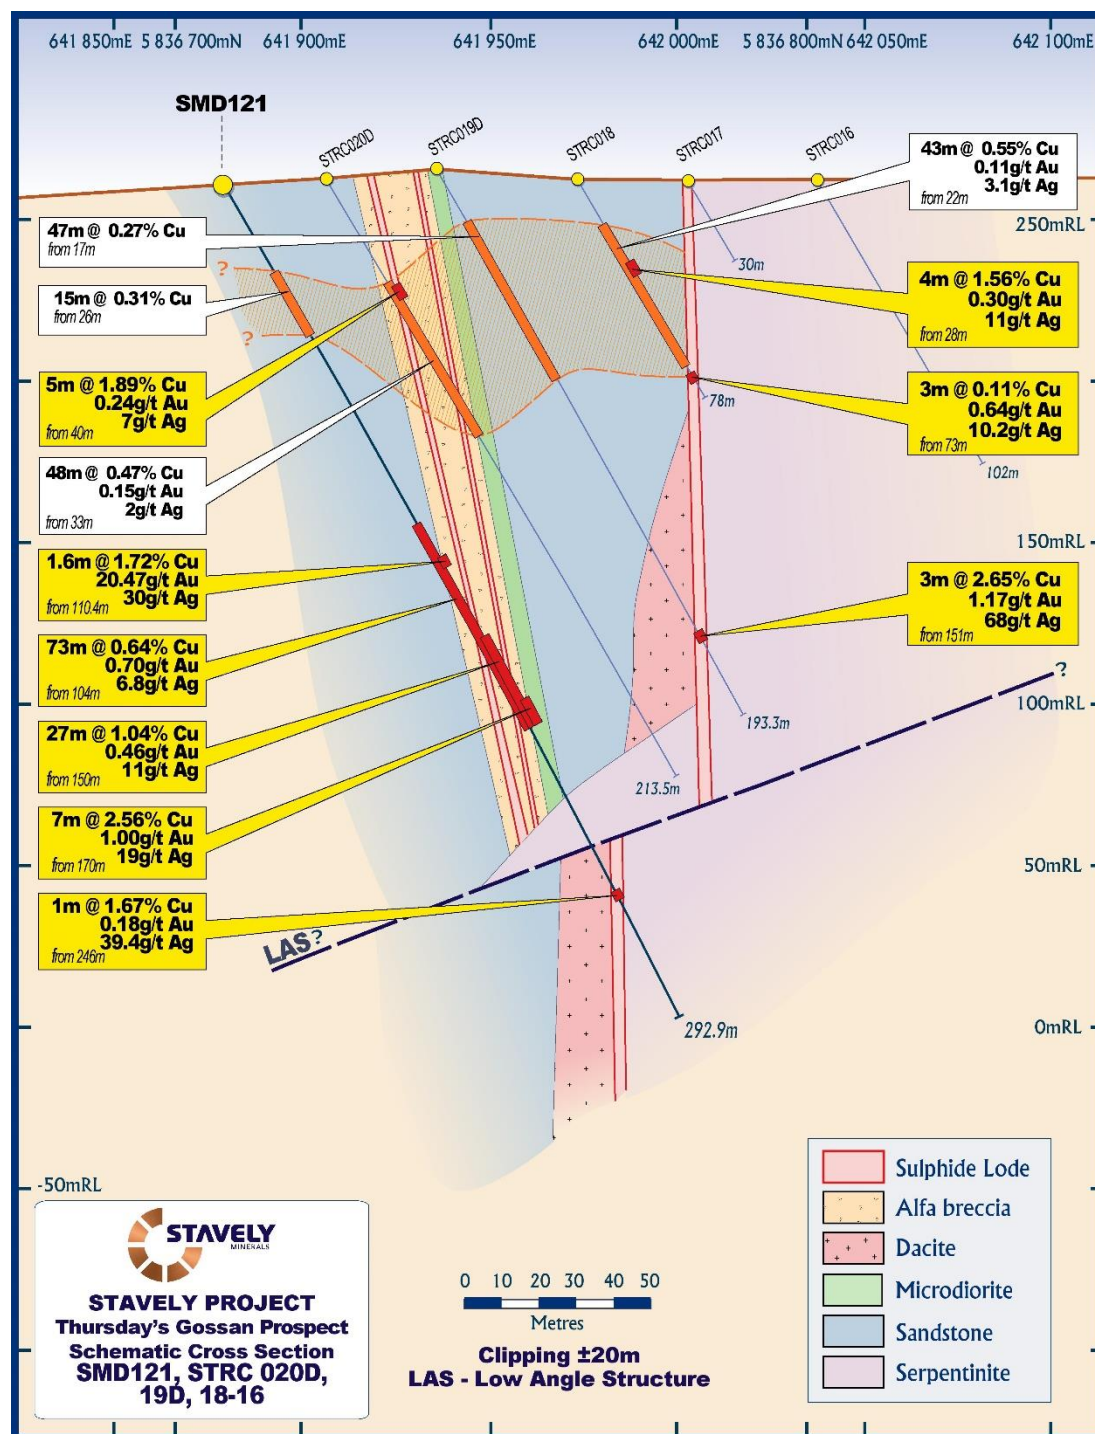 641 850mE 5 836 700mN 641 900mE 641 950mE 642 000mE 5 836 800mN 642 050mE 642 100mE
SMD121
STRC020D
STRC019D
STRC018
STRC017
STRC016
43m @ 0.55% Cu
0.11g/t Au
3.1g/t Ag
from 22m
250mRL
47m @ 0.27% Cu
from 17m
?
30m
4m @ 1.56% Cu
0.30g/t Au
11g/t Ag
from 28m
15m @ 0.31% Cu
from 26m
?
5m @ 1.89% Cu
0.24g/t Au
7g/t Ag
from 40m
78m
3m @ 0.11% Cu
0.64g/t Au
10.2g/t Ag
from 73m
102m
48m @ 0.47% Cu
0.15g/t Au
2g/t Ag
from 33m
150mRL
1.6m @ 1.72% Cu
20.47g/t Au
30g/t Ag
from 110.4m
3m @ 2.65% Cu
1.17g/t Au
68g/t Ag
from 151m
73m @ 0.64% Cu
0.70g/t Au
6.8g/t Ag
from 104m
?
100mRL
193.3m
27m @ 1.04% Cu
0.46g/t Au
11g/t Ag
from 150m
213.5m
7m @ 2.56% Cu
1.00g/t Au
19g/t Ag
from 170m
50mRL
1m @ 1.67% Cu
0.18g/t Au
39.4g/t Ag
from 246m
LAS?
292.9m
0mRL
-50mRL
Sulphide Lode
Alfa breccia
Dacite
Microdiorite
Sandstone
Serpentinite
STAVELY
MINERALS
STAVELY PROJECT
Thursday's Gossan Prospect
Schematic Cross Section
SMD121, STRC 020D,
19D, 18-16
0 10 20 30 40 50
Metres
Clipping ±20m
LAS - Low Angle Structure